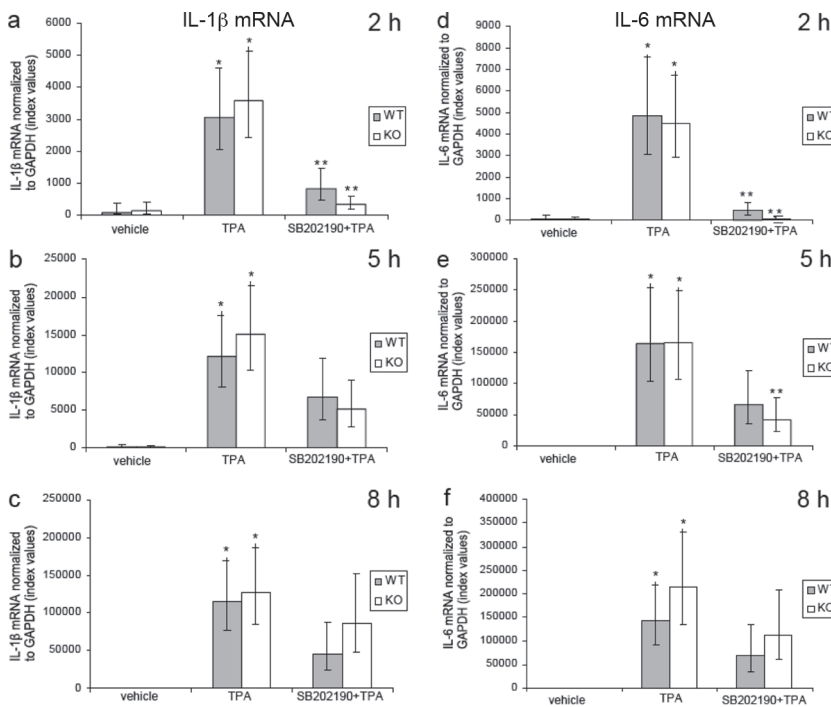 IL-1β mRNA
a
2 h
IL-1β mRNA normalized
to GAPDH (index values)
6000
5000
4000
3000
2000
1000
0
*
*
**
**
WT
KO
vehicle
TPA
SB202190+TPA
b
5 h
IL-1β mRNA normalized
to GAPDH (index values)
25000
20000
15000
10000
5000
0
*
*
WT
KO
vehicle
TPA
SB202190+TPA
c
8 h
IL-1β mRNA normalized
to GAPDH (index values)
250000
200000
150000
100000
50000
0
*
*
WT
KO
vehicle
TPA
SB202190+TPA
IL-6 mRNA
d
2 h
IL-6 mRNA normalized to
GAPDH (index values)
9000
8000
7000
6000
5000
4000
3000
2000
1000
0
*
*
**
**
WT
KO
vehicle
TPA
SB202190+TPA
e
5 h
IL-6 mRNA normalized to
GAPDH (index values)
300000
250000
200000
150000
100000
50000
0
*
*
**
WT
KO
vehicle
TPA
SB202190+TPA
f
8 h
IL-6 mRNA normalized to
GAPDH (index values)
400000
350000
300000
250000
200000
150000
100000
50000
0
*
*
WT
KO
vehicle
TPA
SB202190+TPA